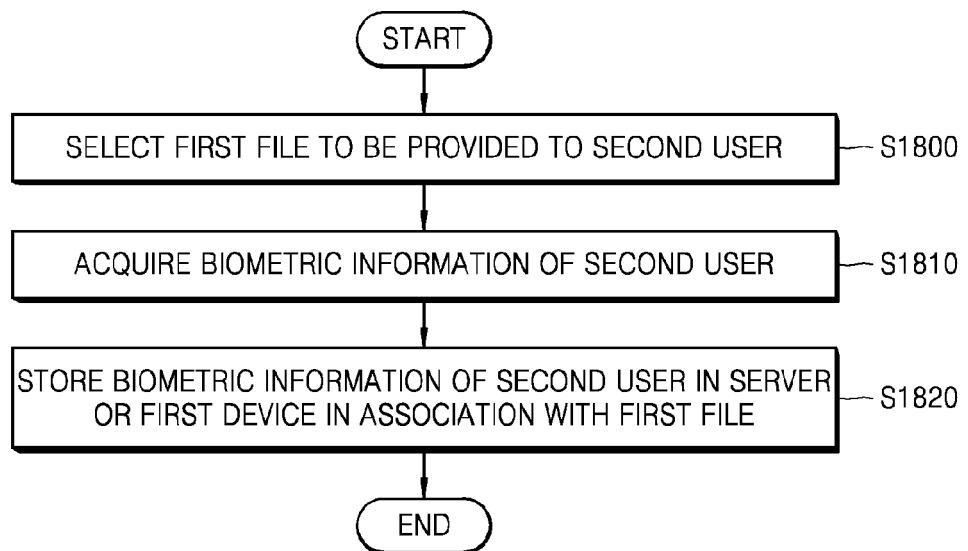 START
SELECT FIRST FILE TO BE PROVIDED TO SECOND USER
S1800
ACQUIRE BIOMETRIC INFORMATION OF SECOND USER
S1810
STORE BIOMETRIC INFORMATION OF SECOND USER IN SERVER
OR FIRST DEVICE IN ASSOCIATION WITH FIRST FILE
S1820
END